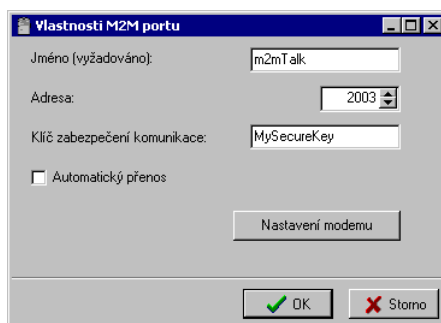 Vlastnosti M2M portu
Jméno (vyžadováno): m2mTalk
Adresa: 2003
Klíč zabezpečení komunikace: MySecureKey
Automatický přenos
Nastavení modemu
OK Storno